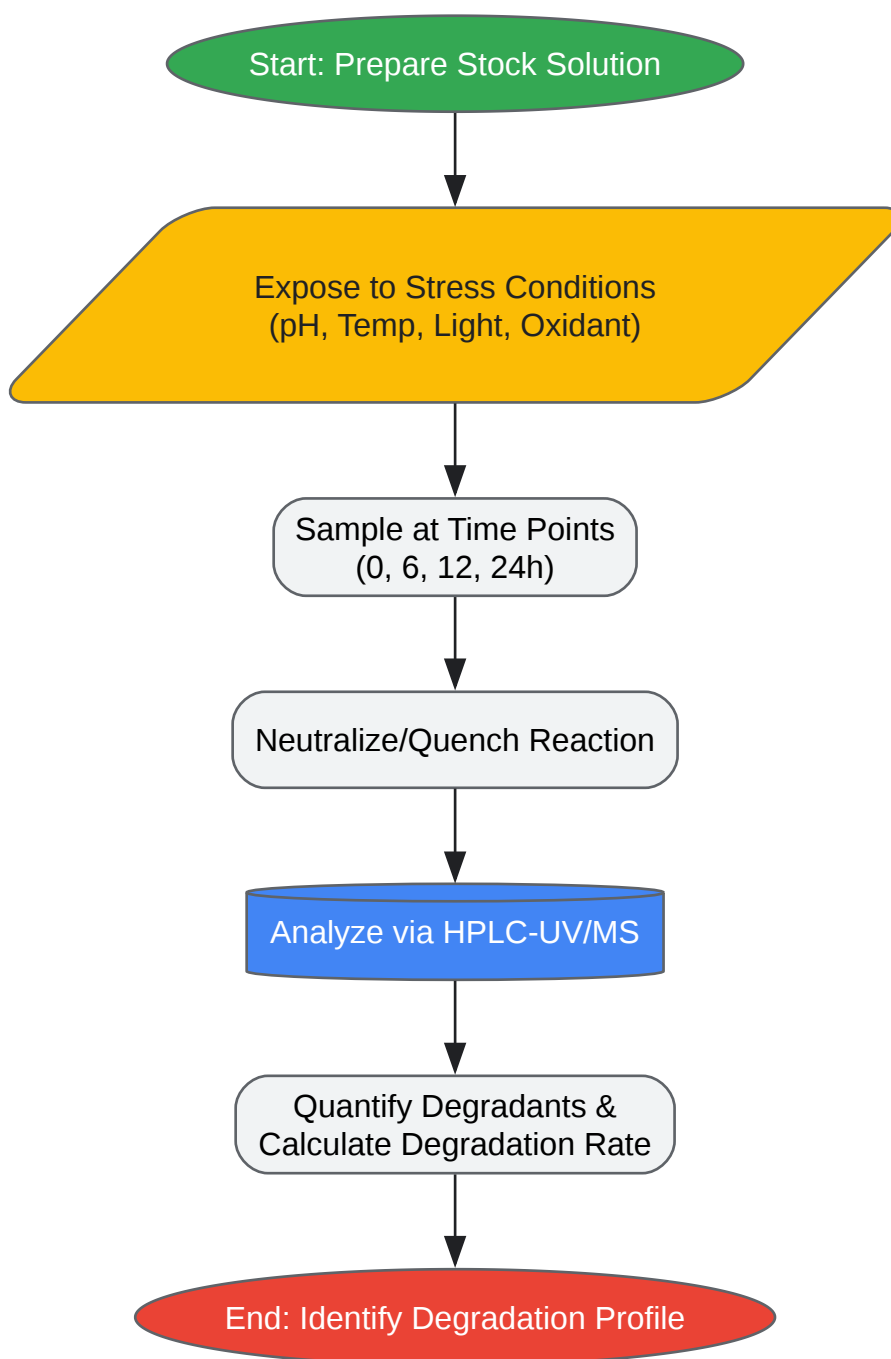 Start: Prepare Stock Solution
Expose to Stress Conditions
(pH, Temp, Light, Oxidant)
Sample at Time Points
(0, 6, 12, 24h)
Neutralize/Quench Reaction
Analyze via HPLC-UV/MS
Quantify Degradants &
Calculate Degradation Rate
End: Identify Degradation Profile